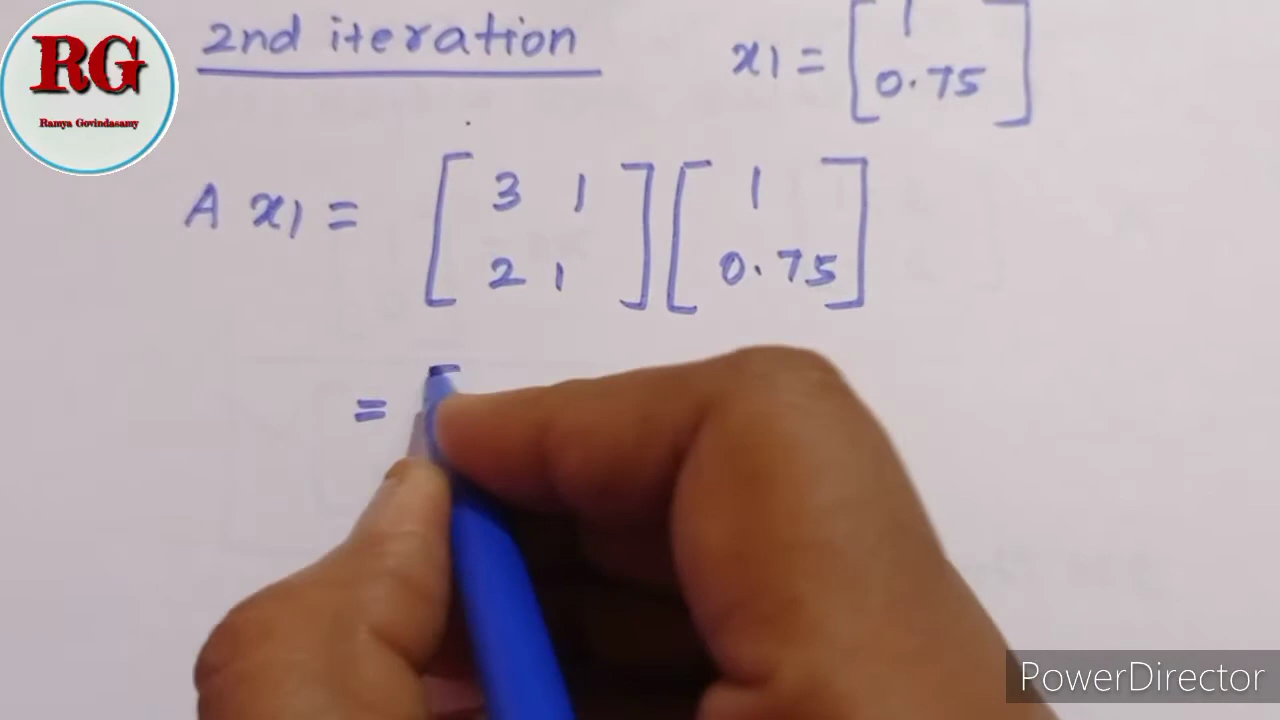 RG
Ramya Govindasamy
2nd iteration
x1 = [ 1
0.75 ]
A x1 = [ 3 1 ] [ 1 ]
[ 2 1 ] [ 0.75 ]
= [
PowerDirector